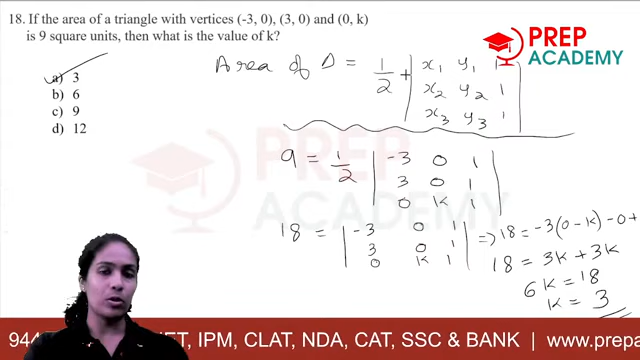 18. If the area of a triangle with vertices (-3, 0), (3, 0) and (0, k)
is 9 square units, then what is the value of k?
a) 3
b) 6
c) 9
d) 12
PREP
ACADEMY
Area of Δ = 1/2 + | x1 y1 1
x2 y2 1
x3 y3 1 |
9 = 1/2 | -3 0 1
3 0 1
0 k 1 |
18 = | -3 0 1
3 0 1
0 k 1 |
=> 18 = -3(0-k) -0+
18 = 3k + 3k
6k = 18
k = 3
PREP
ACADEMY
944
ET, IPM, CLAT, NDA, CAT, SSC & BANK | www.prepa